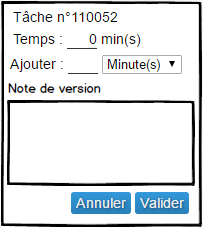 Tâche n°110052
Temps : 0 min(s)
Ajouter : Minute(s) ▼
Note de version
Annuler Valider